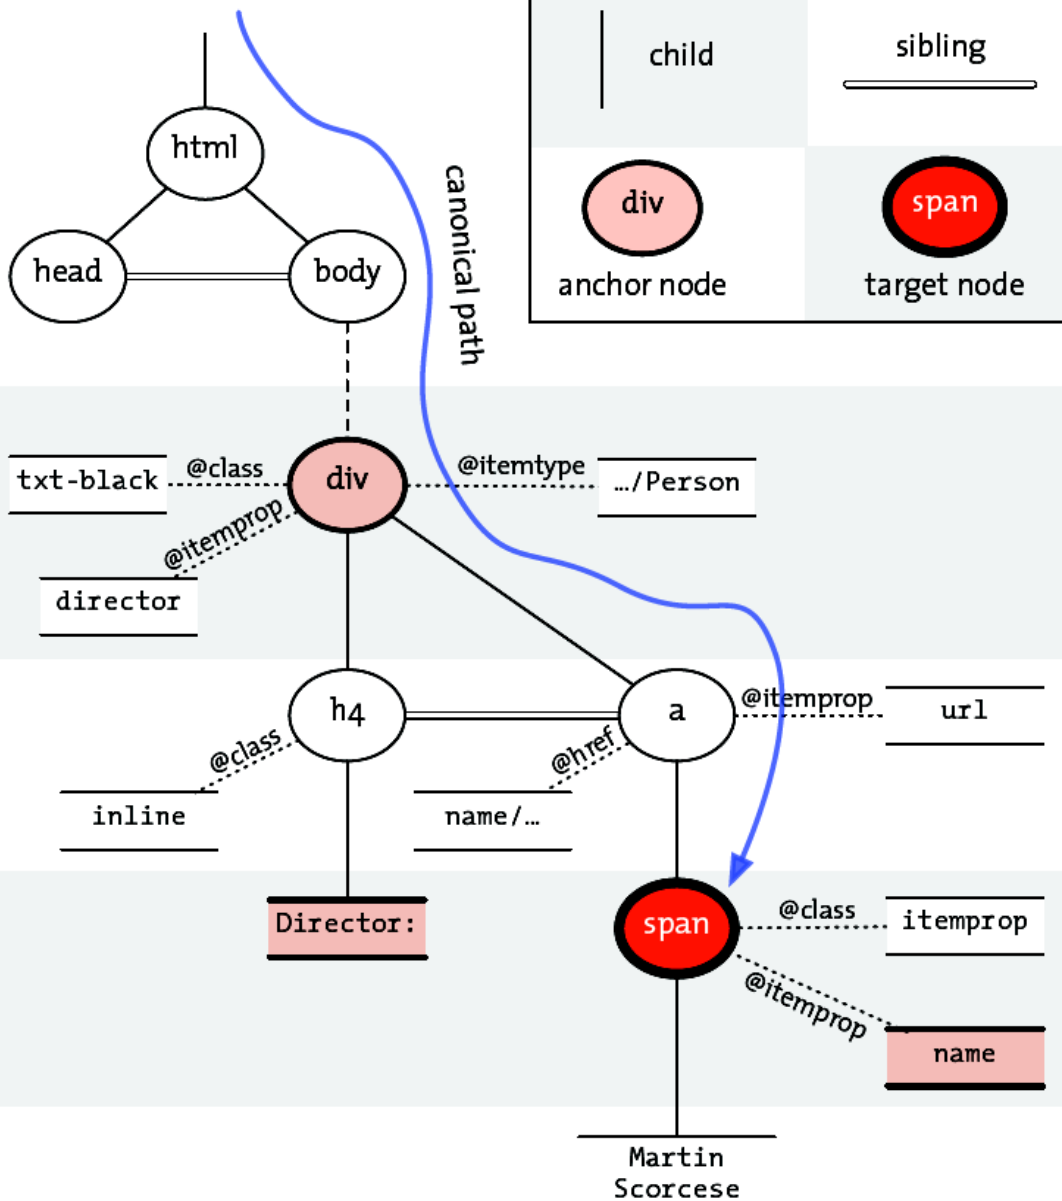 child
sibling
html
canonical path
div
span
head
body
anchor node
target node
@class
@itemtype
txt-black
div
…/Person
@itemprop
director
h4
a
@itemprop
url
@class
@href
inline
name/…
Director:
span
@class
itemprop
@itemprop
name
Martin
Scorcese